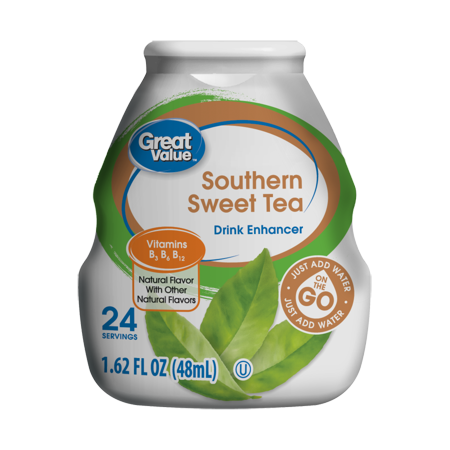 Great
Value™
Southern
Sweet Tea
Drink Enhancer
Vitamins
B3 B6 B12
Natural Flavor
With Other
Natural Flavors
JUST ADD WATER
ON
THE
GO
JUST ADD WATER
24
SERVINGS
1.62 FL OZ (48mL)
U